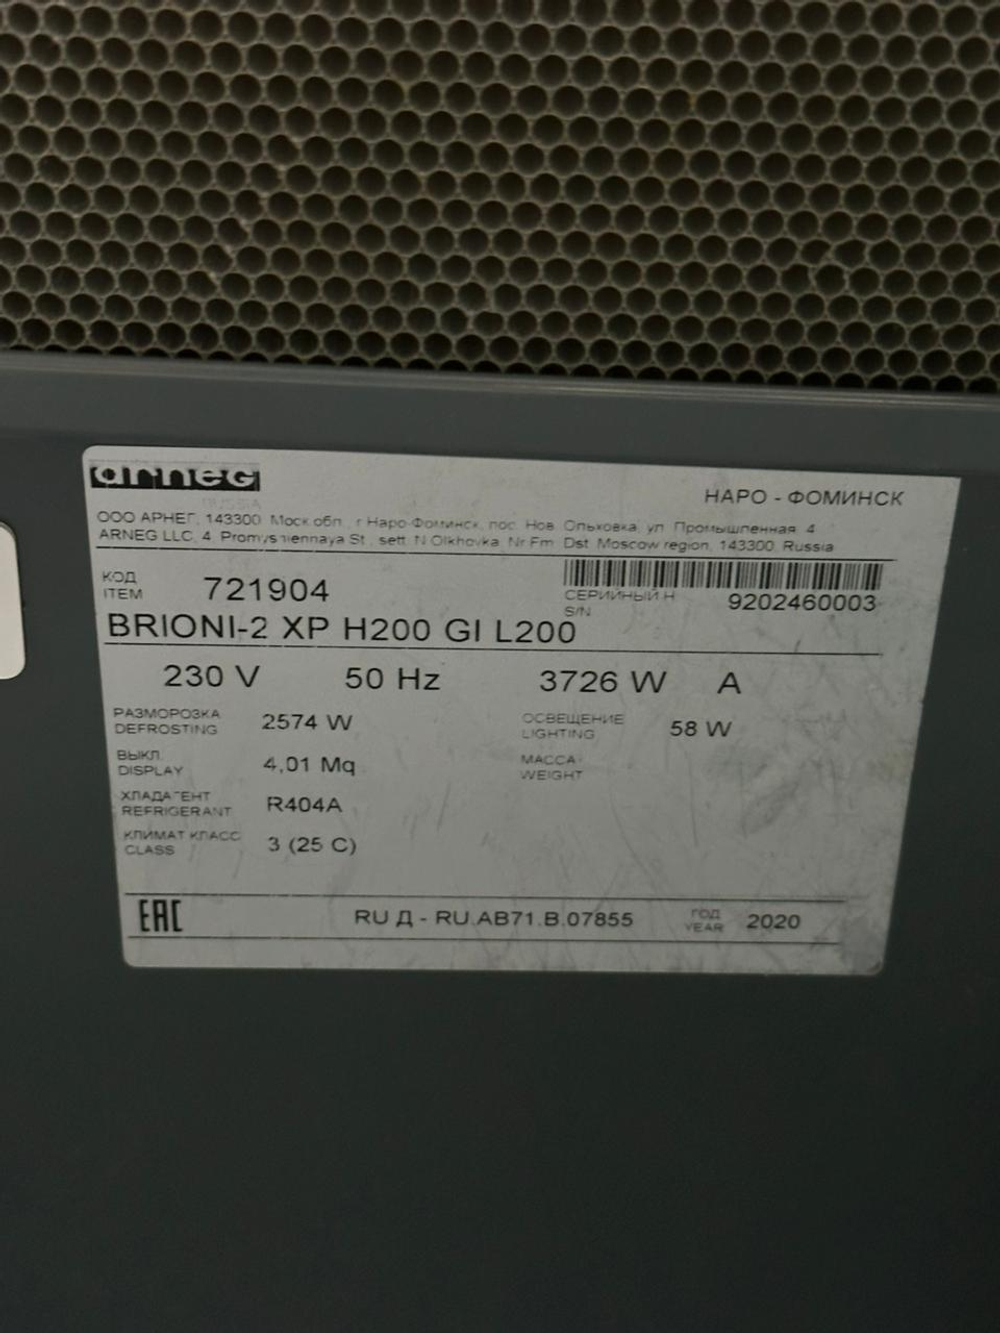 arneg
RUSSIA
НАРО - ФОМИНСК
ООО АРНЕГ, 143300 Моск.обл., г Наро-Фоминск, пос. Нов. Ольховка, ул. Промышленная 4
ARNEG LLC, 4, Promyshlennaya St., sett. N.Olkhovka, Nr.Fm. Dst. Moscow region, 143300, Russia
КОД
ITEM
721904
СЕРИЙНЫЙ Н
S/N
9202460003
BRIONI-2 XP H200 GI L200
230 V 50 Hz 3726 W A
РАЗМОРОЗКА
DEFROSTING
2574 W
ОСВЕЩЕНИЕ
LIGHTING
58 W
ВЫКЛ.
DISPLAY
4,01 Mq
МАССА
WEIGHT
ХЛАДАГЕНТ
REFRIGERANT
R404A
КЛИМАТ КЛАСС
CLASS
3 (25 C)
EAC
RU Д - RU.АВ71.В.07855
ГОД
YEAR
2020